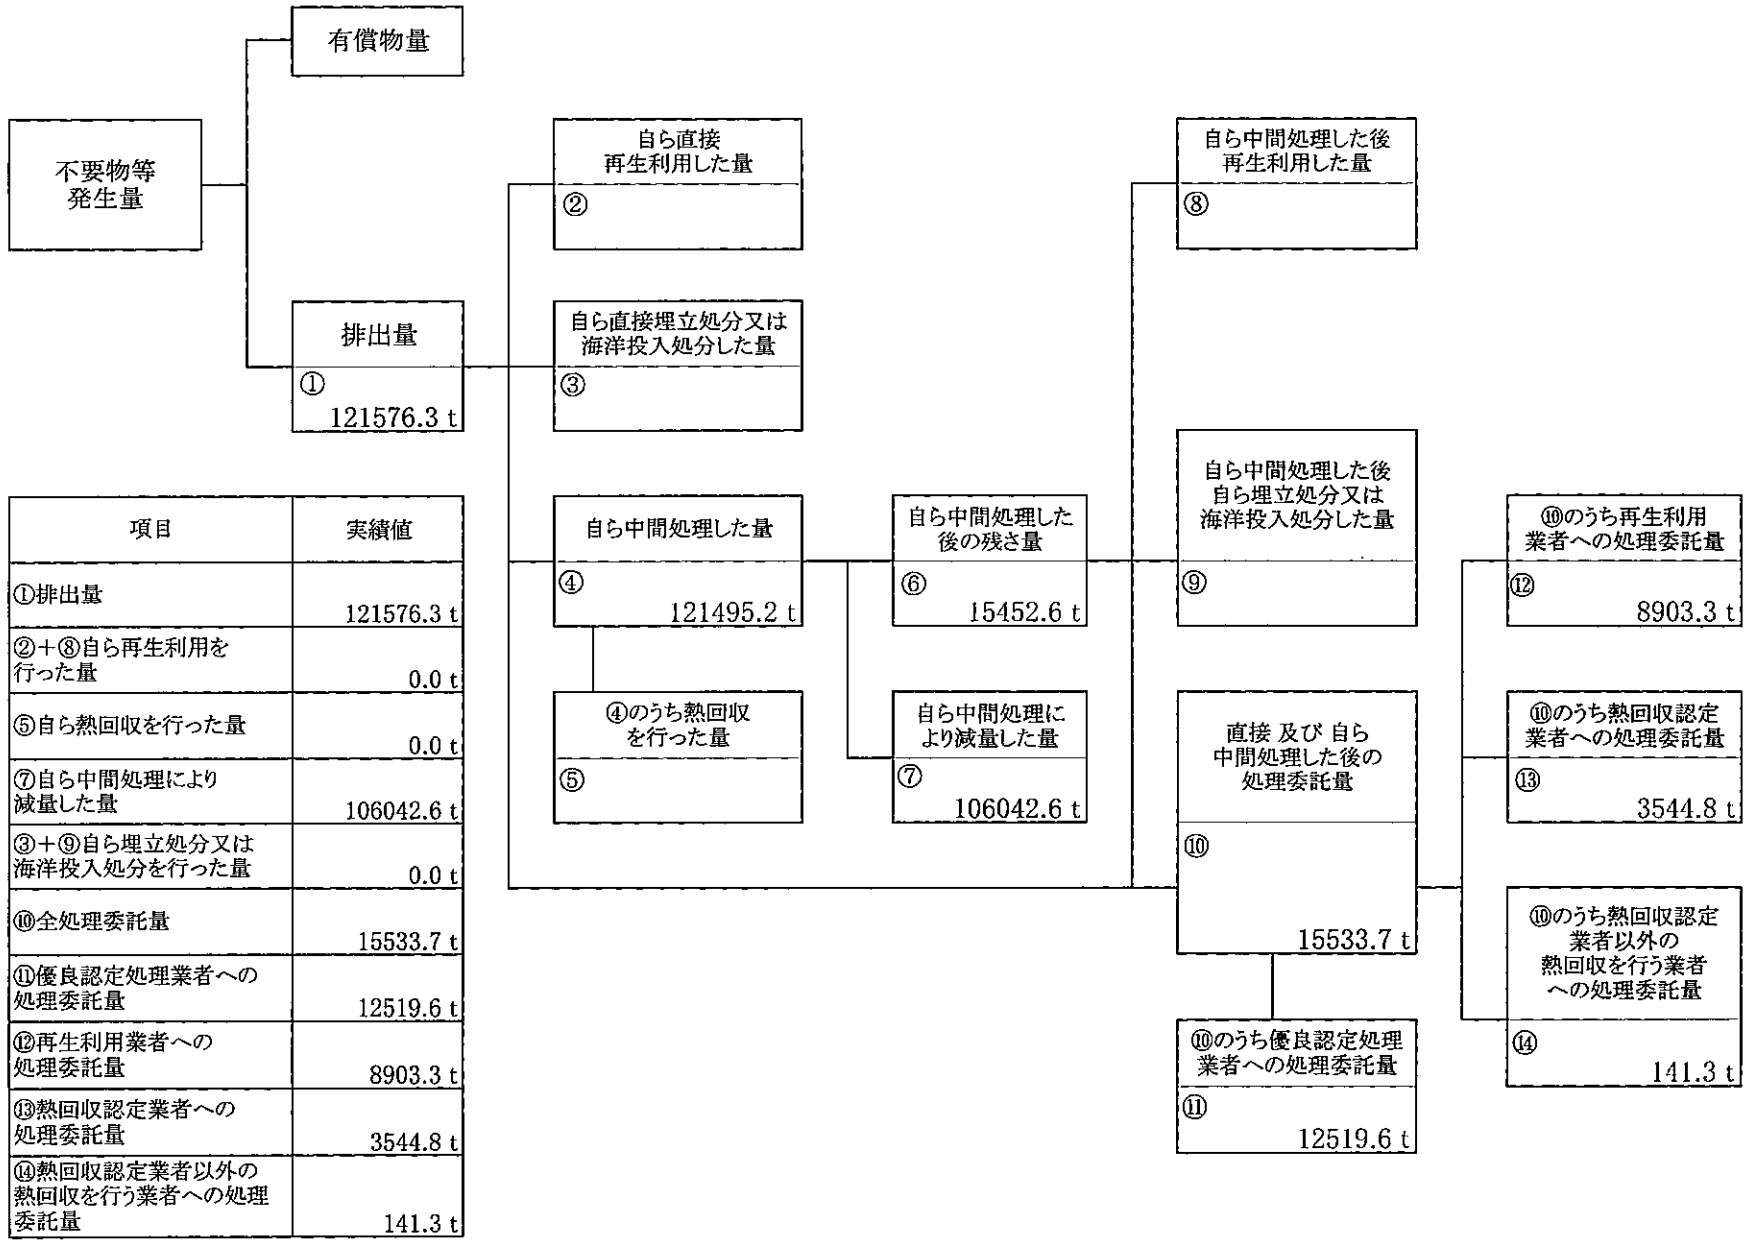 有償物量
不要物等
発生量
排出量
①
121576.3 t
自ら直接
再生利用した量
②
自ら直接埋立処分又は
海洋投入処分した量
③
自ら中間処理した量
④
121495.2 t
④のうち熱回収
を行った量
⑤
自ら中間処理した
後の残さ量
⑥
15452.6 t
自ら中間処理に
より減量した量
⑦
106042.6 t
自ら中間処理した後
再生利用した量
⑧
自ら中間処理した後
自ら埋立処分又は
海洋投入処分した量
⑨
直接 及び 自ら
中間処理した後の
処理委託量
⑩
15533.7 t
⑩のうち優良認定処理
業者への処理委託量
⑪
12519.6 t
⑩のうち再生利用
業者への処理委託量
⑫
8903.3 t
⑩のうち熱回収認定
業者への処理委託量
⑬
3544.8 t
⑩のうち熱回収認定
業者以外の
熱回収を行う業者
への処理委託量
⑭
141.3 t
項目 実績値
①排出量
121576.3 t
②+⑧自ら再生利用を
行った量
0.0 t
⑤自ら熱回収を行った量
0.0 t
⑦自ら中間処理により
減量した量
106042.6 t
③+⑨自ら埋立処分又は
海洋投入処分を行った量
0.0 t
⑩全処理委託量
15533.7 t
⑪優良認定処理業者への
処理委託量
12519.6 t
⑫再生利用業者への
処理委託量
8903.3 t
⑬熱回収認定業者への
処理委託量
3544.8 t
⑭熱回収認定業者以外の
熱回収を行う業者への処理
委託量
141.3 t